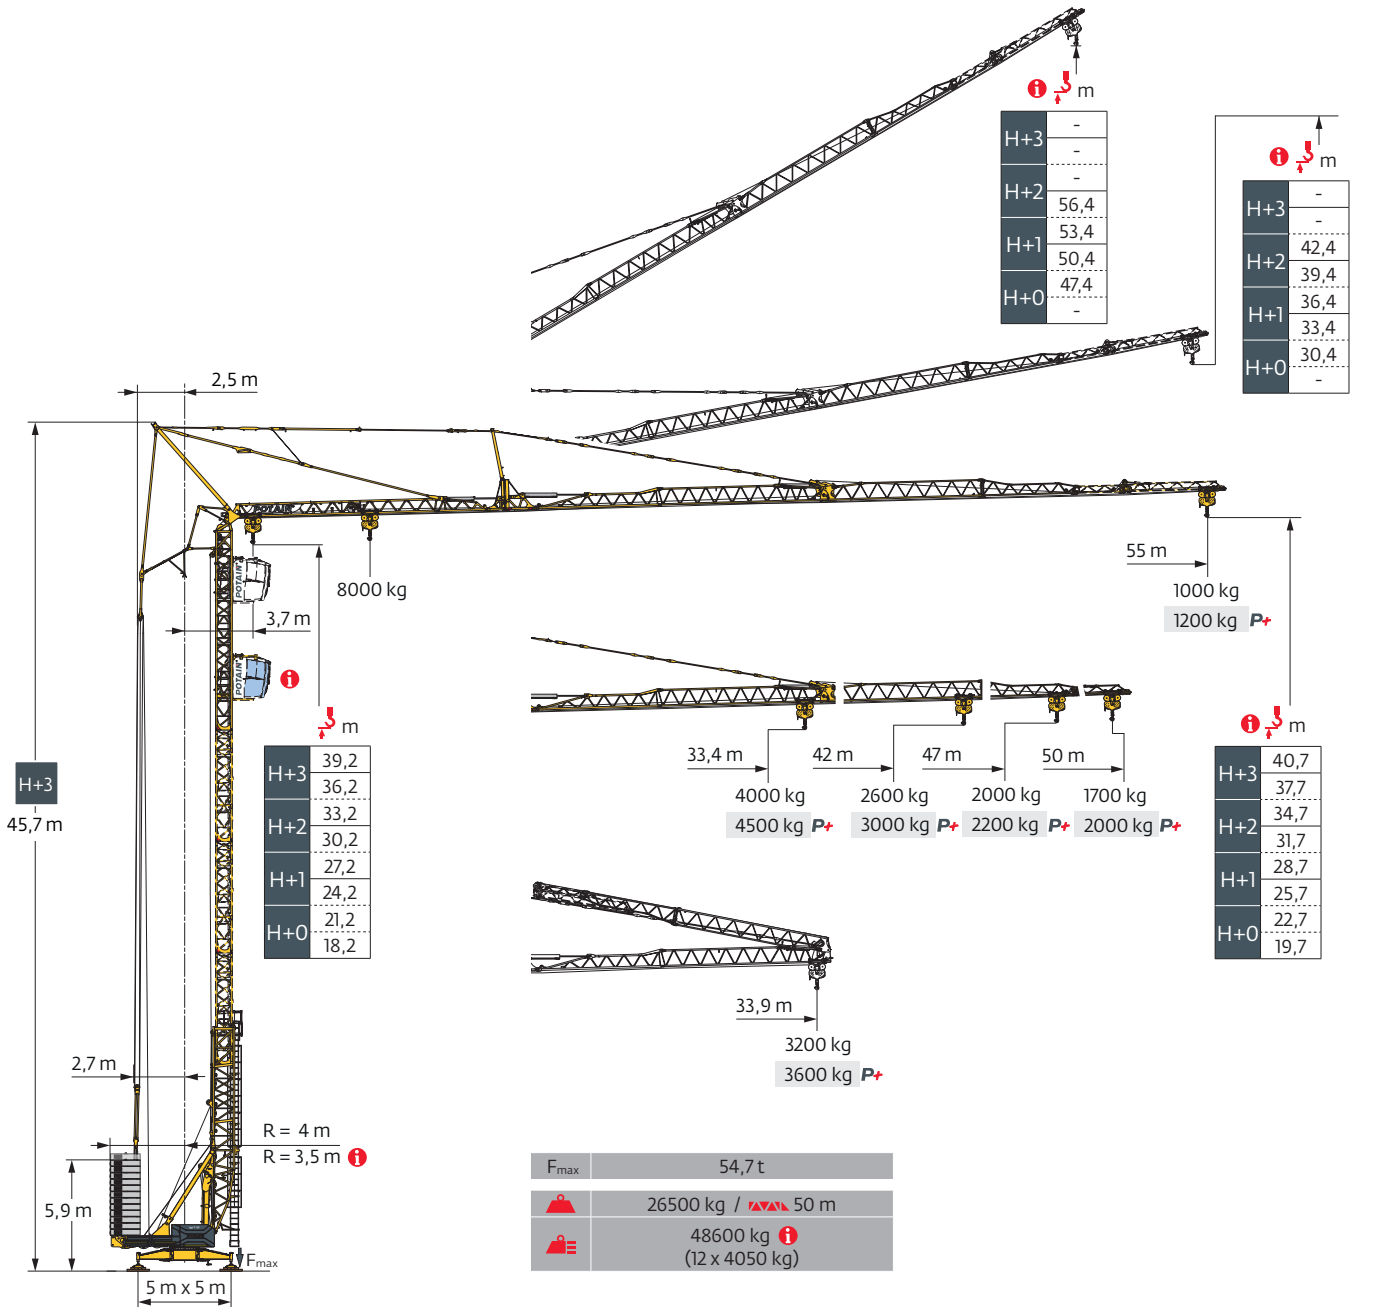 i m
H+3
-
-
H+2
-
56,4
H+1
53,4
50,4
H+0
47,4
-
i m
H+3
-
-
H+2
42,4
39,4
H+1
36,4
33,4
H+0
30,4
-
2,5 m
POTAIN
8000 kg
POTAIN
3,7 m
POTAIN
i
55 m
1000 kg
1200 kg P+
H+3
45,7 m
m
H+3
39,2
36,2
H+2
33,2
30,2
H+1
27,2
24,2
H+0
21,2
18,2
33,4 m
42 m
47 m
50 m
4000 kg
2600 kg
2000 kg
1700 kg
4500 kg P+
3000 kg P+
2200 kg P+
2000 kg P+
i m
H+3
40,7
37,7
H+2
34,7
31,7
H+1
28,7
25,7
H+0
22,7
19,7
33,9 m
3200 kg
3600 kg P+
2,7 m
R = 4 m
R = 3,5 m i
5,9 m
Fmax
5 m x 5 m
Fmax 54,7 t
26500 kg / 50 m
48600 kg i
(12 x 4050 kg)